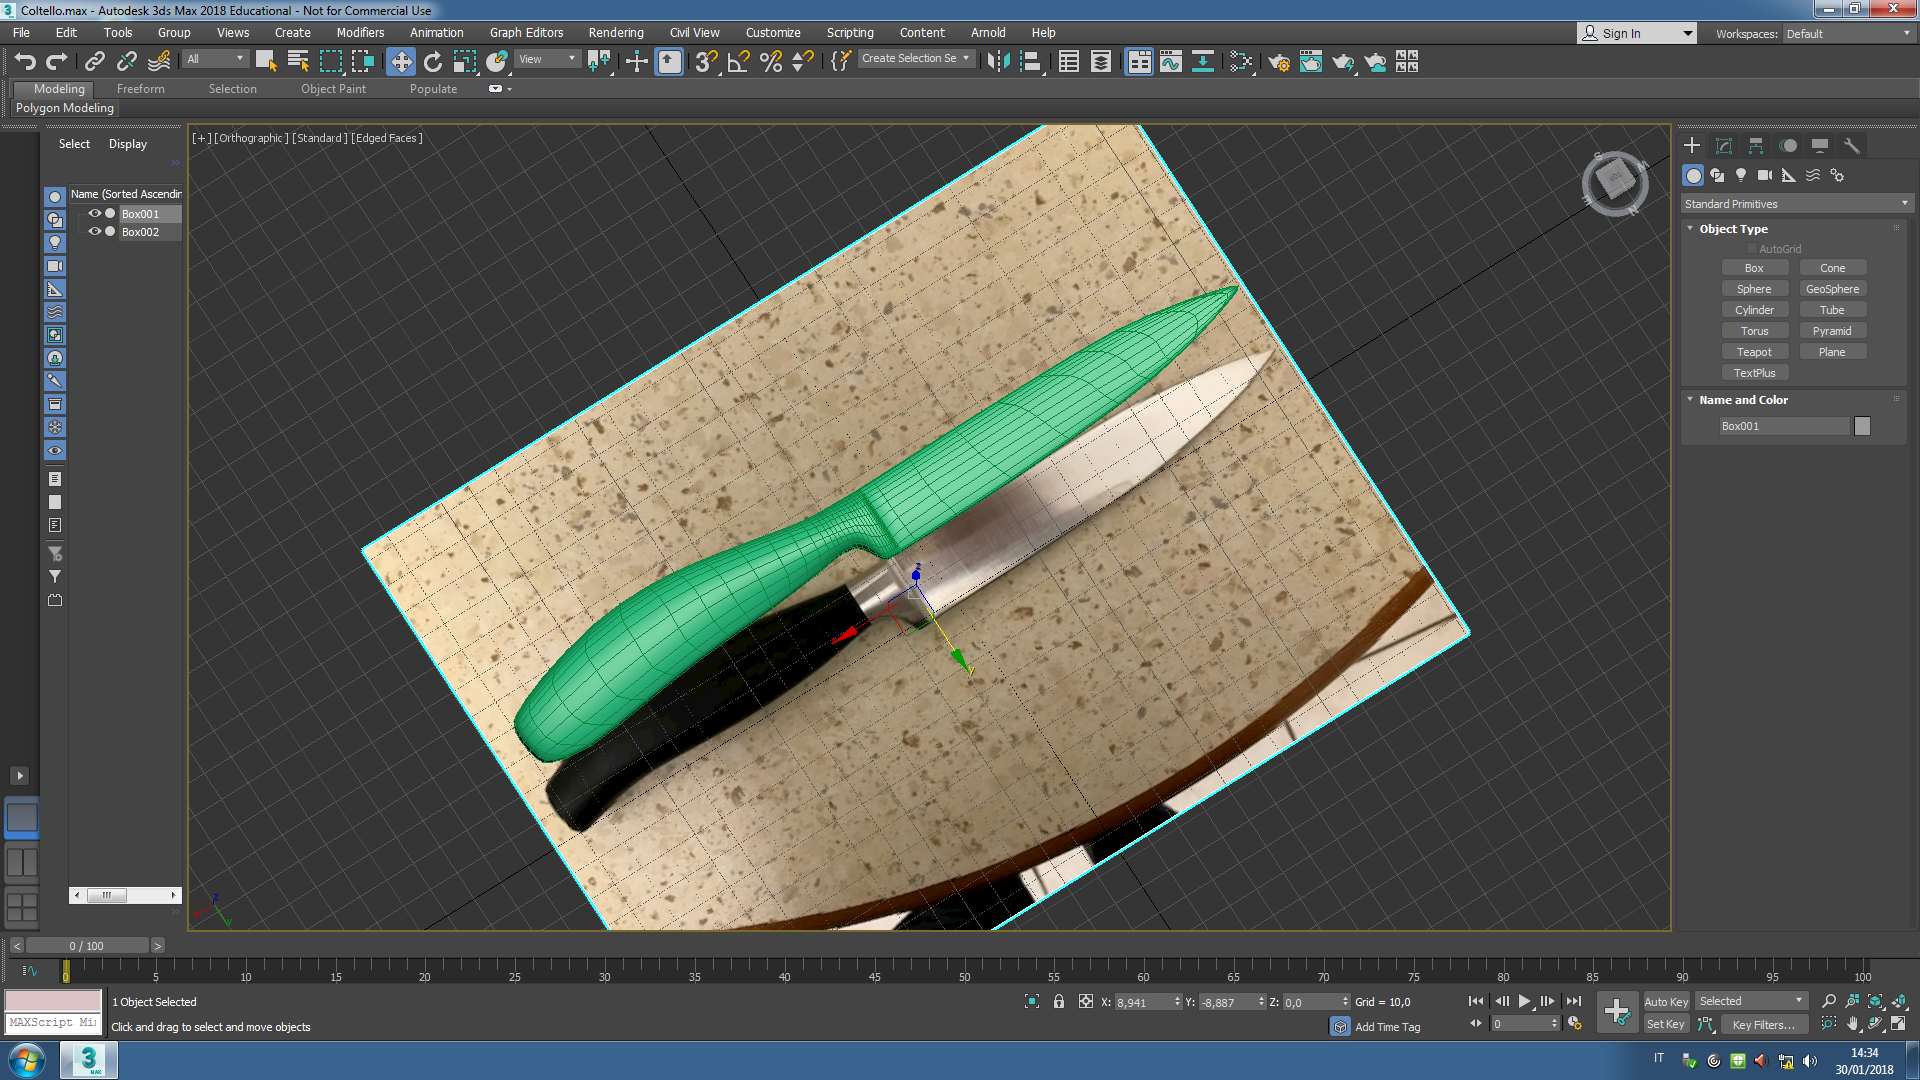 Coltello.max - Autodesk 3ds Max 2018 Educational - Not for Commercial Use
File Edit Tools Group Views Create Modifiers Animation Graph Editors Rendering Civil View Customize Scripting Content Arnold Help
Sign In
Workspaces: Default
All
View
Create Selection Se
Modeling Freeform Selection Object Paint Populate
Polygon Modeling
Select Display
Name (Sorted Ascendin
Box001
Box002
[+] [Orthographic] [Standard] [Edged Faces]
z
y
TOP
Standard Primitives
Object Type
AutoGrid
Box Cone
Sphere GeoSphere
Cylinder Tube
Torus Pyramid
Teapot Plane
TextPlus
Name and Color
Box001
0 / 100
0 5 10 15 20 25 30 35 40 45 50 55 60 65 70 75 80 85 90 95 100
1 Object Selected
X: 8,941 Y: -8,887 Z: 0,0 Grid = 10,0
Auto Key Selected
MAXScript Mi
Click and drag to select and move objects
Add Time Tag
0
Set Key Key Filters...
3 MAX
IT
14:34
30/01/2018